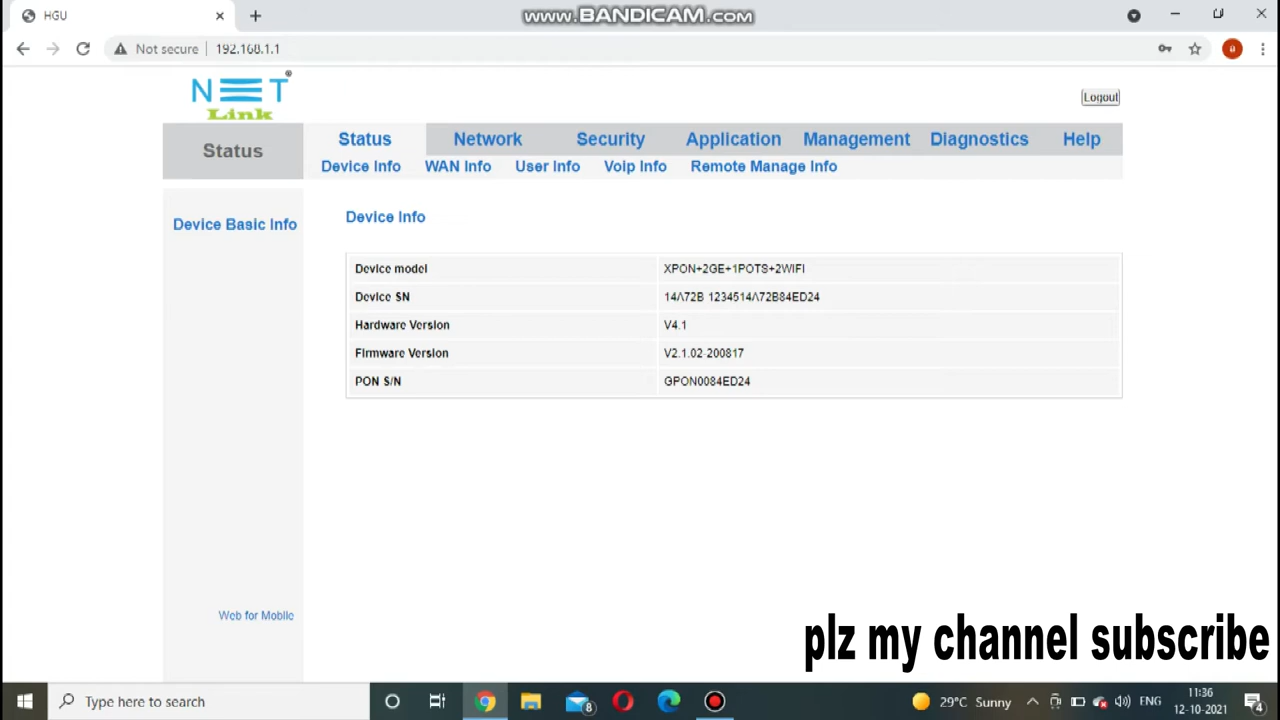 HGU
www.BANDICAM.com
Not secure 192.168.1.1
NET
Link
Logout
Status
Status Network Security Application Management Diagnostics Help
Device Info WAN Info User Info Voip Info Remote Manage Info
Device Basic Info
Device Info
Device model XPON+2GE+1POTS+2WIFI
Device SN 14A72B 1234514A72B84ED24
Hardware Version V4.1
Firmware Version V2.1.02-200817
PON S/N GPON0084ED24
Web for Mobile
plz my channel subscribe
Type here to search
8
29°C Sunny
ENG
11:36
12-10-2021
4